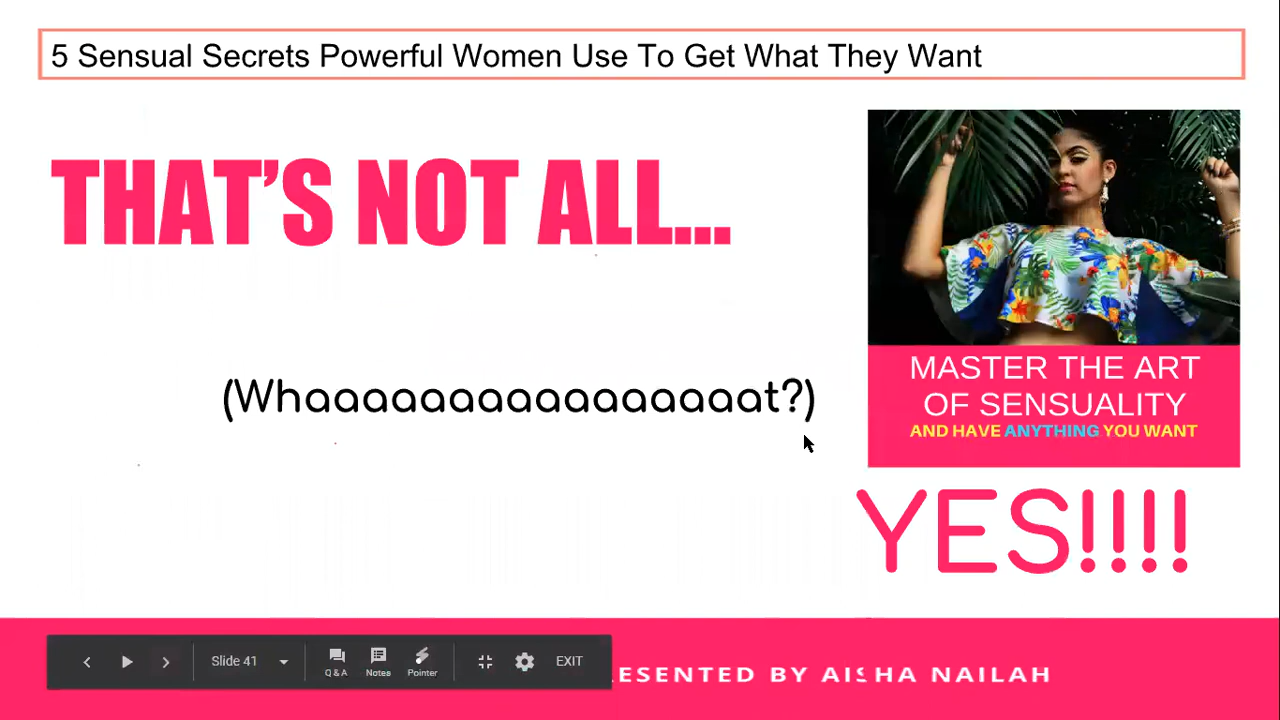 5 Sensual Secrets Powerful Women Use To Get What They Want
THAT'S NOT ALL...
(Whaaaaaaaaaaaaaaaat?)
MASTER THE ART
OF SENSUALITY
AND HAVE ANYTHING YOU WANT
YES!!!!
Slide 41
Q & A
Notes
Pointer
EXIT
BY AISHA NAILAH